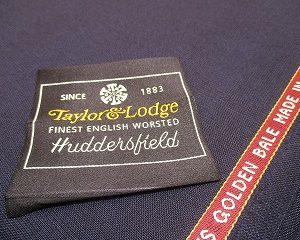 SINCE 1883
Taylor & Lodge
FINEST ENGLISH WORSTED
Huddersfield
GOLDEN BALE MADE IN